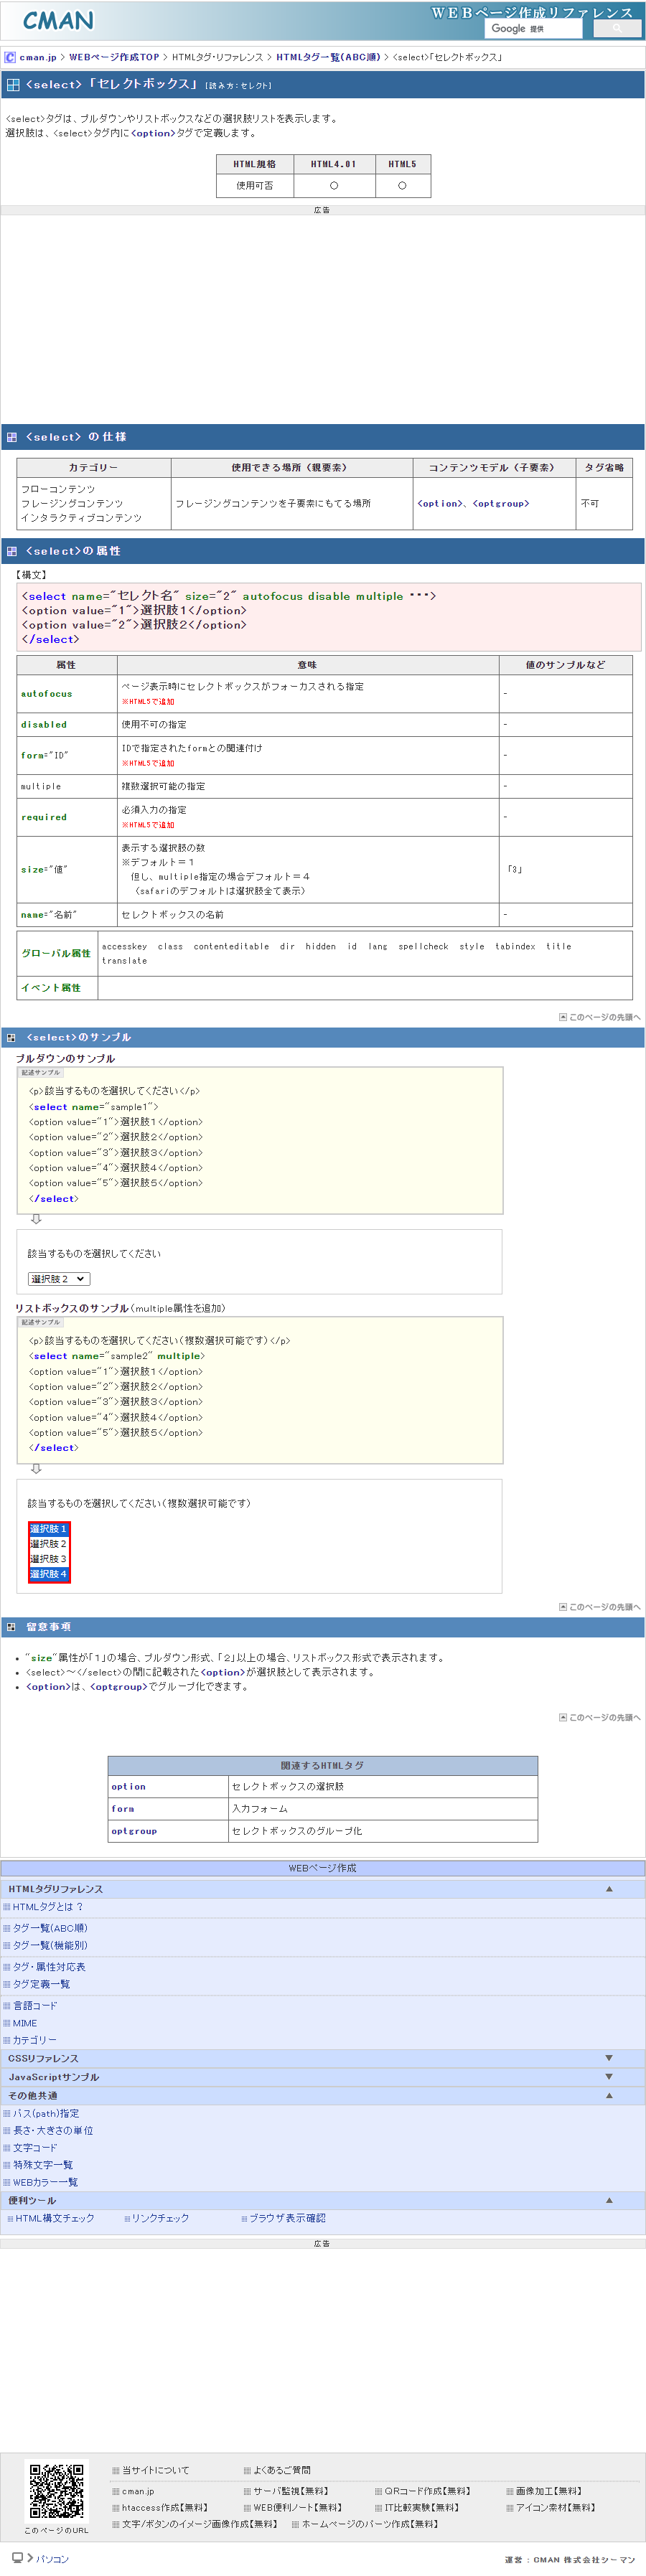 CMAN
WEBページ作成リファレンス
Google 提供
cman.jp > WEBページ作成TOP > HTMLタグ・リファレンス > HTMLタグ一覧(ABC順) > <select>「セレクトボックス」
<select>「セレクトボックス」 [読み方：セレクト]
<select>タグは、プルダウンやリストボックスなどの選択肢リストを表示します。
選択肢は、<select>タグ内に<option>タグで定義します。
HTML規格 HTML4.01 HTML5
使用可否 ○ ○
広告
<select> の仕様
カテゴリー 使用できる場所（親要素） コンテンツモデル（子要素） タグ省略
フローコンテンツ
フレージングコンテンツ
インタラクティブコンテンツ
フレージングコンテンツを子要素にもてる場所
<option>、<optgroup>
不可
<select>の属性
【構文】
<select name="セレクト名" size="2" autofocus disable multiple ･･･>
<option value="1">選択肢1</option>
<option value="2">選択肢2</option>
</select>
属性 意味 値のサンプルなど
autofocus ページ表示時にセレクトボックスがフォーカスされる指定 -
※HTML5で追加
disabled 使用不可の指定 -
form="ID" IDで指定されたformとの関連付け -
※HTML5で追加
multiple 複数選択可能の指定 -
required 必須入力の指定 -
※HTML5で追加
size="値" 表示する選択肢の数 「3」
※デフォルト＝１
但し、multiple指定の場合デフォルト＝４
（safariのデフォルトは選択肢全て表示）
name="名前" セレクトボックスの名前 -
グローバル属性 accesskey class contenteditable dir hidden id lang spellcheck style tabindex title
translate
イベント属性
このページの先頭へ
<select>のサンプル
プルダウンのサンプル
記述サンプル
<p>該当するものを選択してください</p>
<select name="sample1">
<option value="1">選択肢１</option>
<option value="2">選択肢２</option>
<option value="3">選択肢３</option>
<option value="4">選択肢４</option>
<option value="5">選択肢５</option>
</select>
該当するものを選択してください
選択肢２
リストボックスのサンプル（multiple属性を追加）
記述サンプル
<p>該当するものを選択してください（複数選択可能です）</p>
<select name="sample2" multiple>
<option value="1">選択肢１</option>
<option value="2">選択肢２</option>
<option value="3">選択肢３</option>
<option value="4">選択肢４</option>
<option value="5">選択肢５</option>
</select>
該当するものを選択してください（複数選択可能です）
選択肢１
選択肢２
選択肢３
選択肢４
このページの先頭へ
留意事項
• "size"属性が「１」の場合、プルダウン形式、「２」以上の場合、リストボックス形式で表示されます。
• <select>～</select>の間に記載された<option>が選択肢として表示されます。
• <option>は、<optgroup>でグループ化できます。
このページの先頭へ
関連するHTMLタグ
option セレクトボックスの選択肢
form 入力フォーム
optgroup セレクトボックスのグループ化
WEBページ作成
HTMLタグリファレンス ▲
HTMLタグとは？
タグ一覧(ABC順)
タグ一覧(機能別)
タグ・属性対応表
タグ定義一覧
言語コード
MIME
カテゴリー
CSSリファレンス ▼
JavaScriptサンプル ▼
その他共通 ▲
パス(path)指定
長さ・大きさの単位
文字コード
特殊文字一覧
WEBカラー一覧
便利ツール ▲
HTML構文チェック リンクチェック ブラウザ表示確認
広告
当サイトについて よくあるご質問
cman.jp サーバ監視【無料】 QRコード作成【無料】 画像加工【無料】
htaccess作成【無料】 WEB便利ノート【無料】 IT比較実験【無料】 アイコン素材【無料】
文字/ボタンのイメージ画像作成【無料】 ホームページのパーツ作成【無料】
このページのURL
パソコン
運営：CMAN 株式会社シーマン